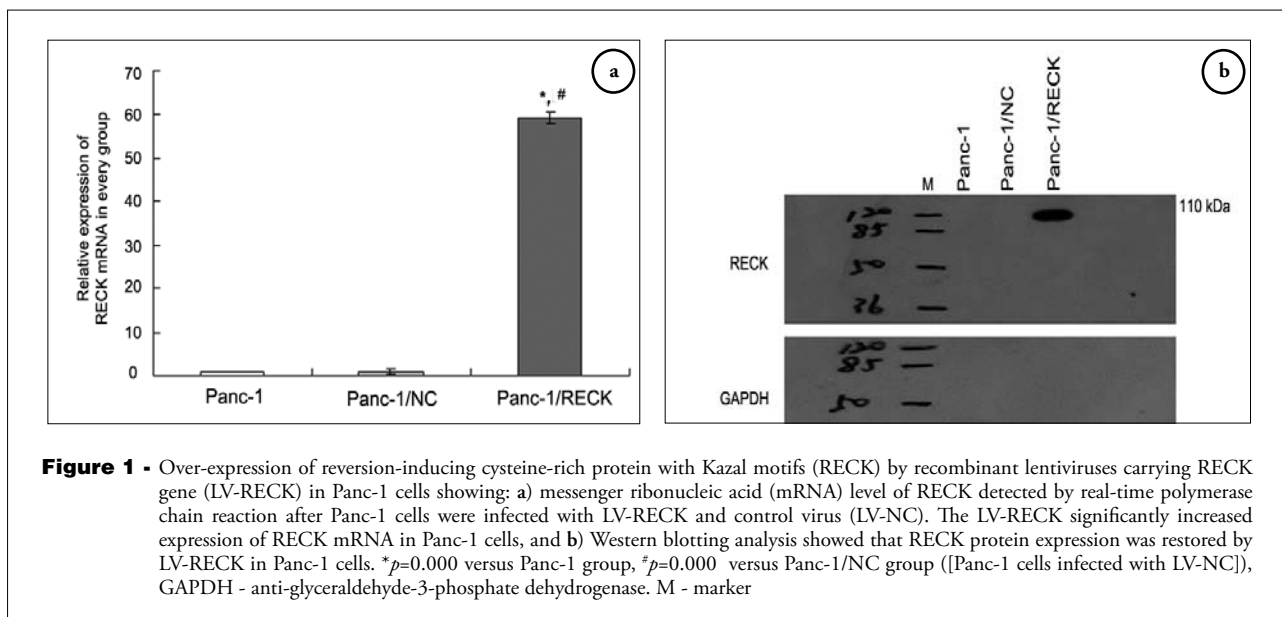 a
70
60
50
40
30
20
10
0
Relative expression of
RECK mRNA in every group
*, #
Panc-1
Panc-1/NC
Panc-1/RECK
b
M
Panc-1
Panc-1/NC
Panc-1/RECK
110 kDa
RECK
120
85
50
36
GAPDH
120
85
50
Figure 1 - Over-expression of reversion-inducing cysteine-rich protein with Kazal motifs (RECK) by recombinant lentiviruses carrying RECK
gene (LV-RECK) in Panc-1 cells showing: a) messenger ribonucleic acid (mRNA) level of RECK detected by real-time polymerase
chain reaction after Panc-1 cells were infected with LV-RECK and control virus (LV-NC). The LV-RECK significantly increased
expression of RECK mRNA in Panc-1 cells, and b) Western blotting analysis showed that RECK protein expression was restored by
LV-RECK in Panc-1 cells. *p=0.000 versus Panc-1 group, #p=0.000 versus Panc-1/NC group ([Panc-1 cells infected with LV-NC]),
GAPDH - anti-glyceraldehyde-3-phosphate dehydrogenase. M - marker